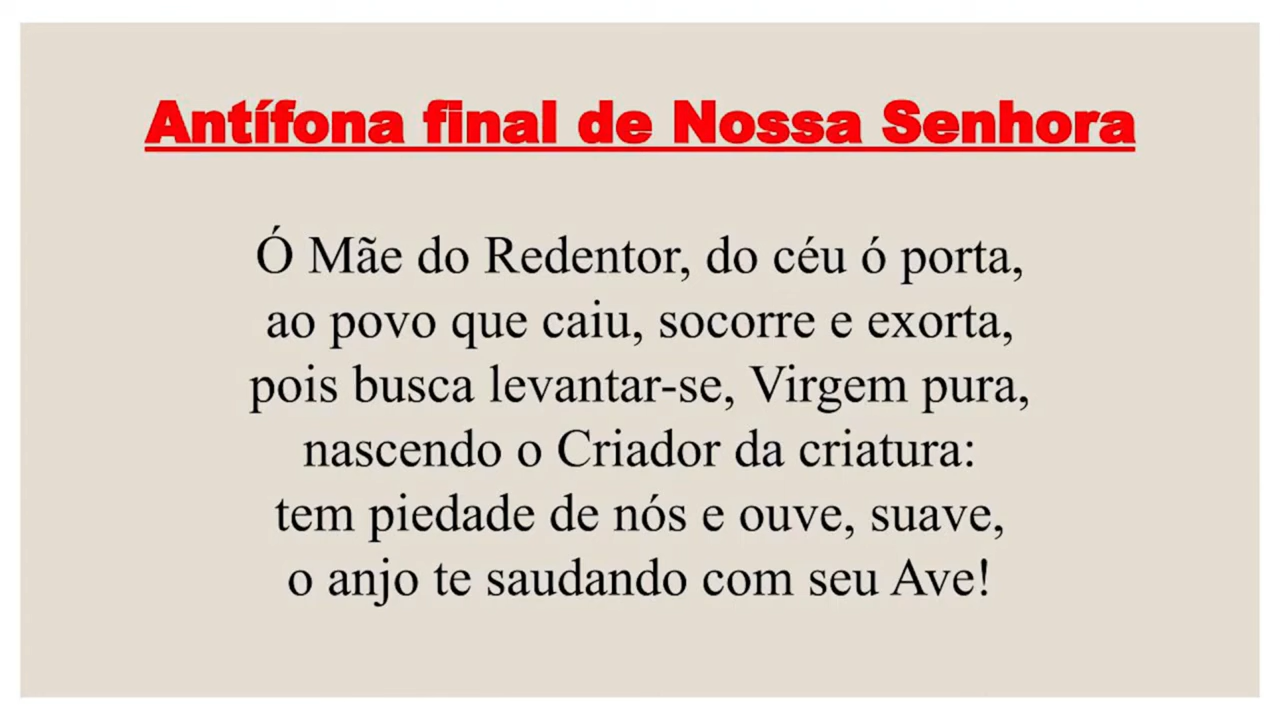 Antífona final de Nossa Senhora
Ó Mãe do Redentor, do céu ó porta,
ao povo que caiu, socorre e exorta,
pois busca levantar-se, Virgem pura,
nascendo o Criador da criatura:
tem piedade de nós e ouve, suave,
o anjo te saudando com seu Ave!